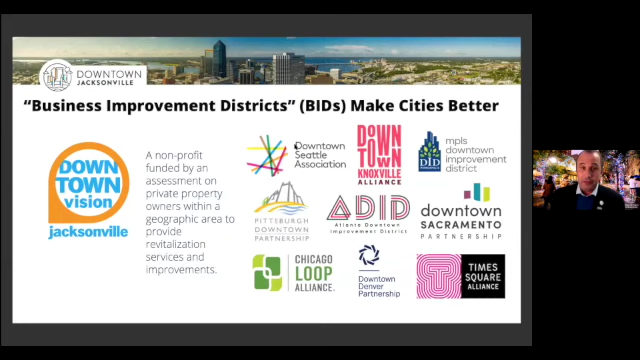 DOWNTOWN
JACKSONVILLE
“Business Improvement Districts” (BIDs) Make Cities Better
DOWN
TOWN
vision
jacksonville
A non-profit
funded by an
assessment on
private property
owners within a
geographic area to
provide
revitalization
services and
improvements.
Downtown
Seattle
Association
DOWN
TOWN
KNOXVILLE
ALLIANCE
DID
mpls
downtown
improvement
district
PITTSBURGH
DOWNTOWN
PARTNERSHIP
ADID
Atlanta Downtown
Improvement District
downtown
SACRAMENTO
PARTNERSHIP
CHICAGO
LOOP
ALLIANCE
Downtown
Denver
Partnership
TIMES
SQUARE
ALLIANCE